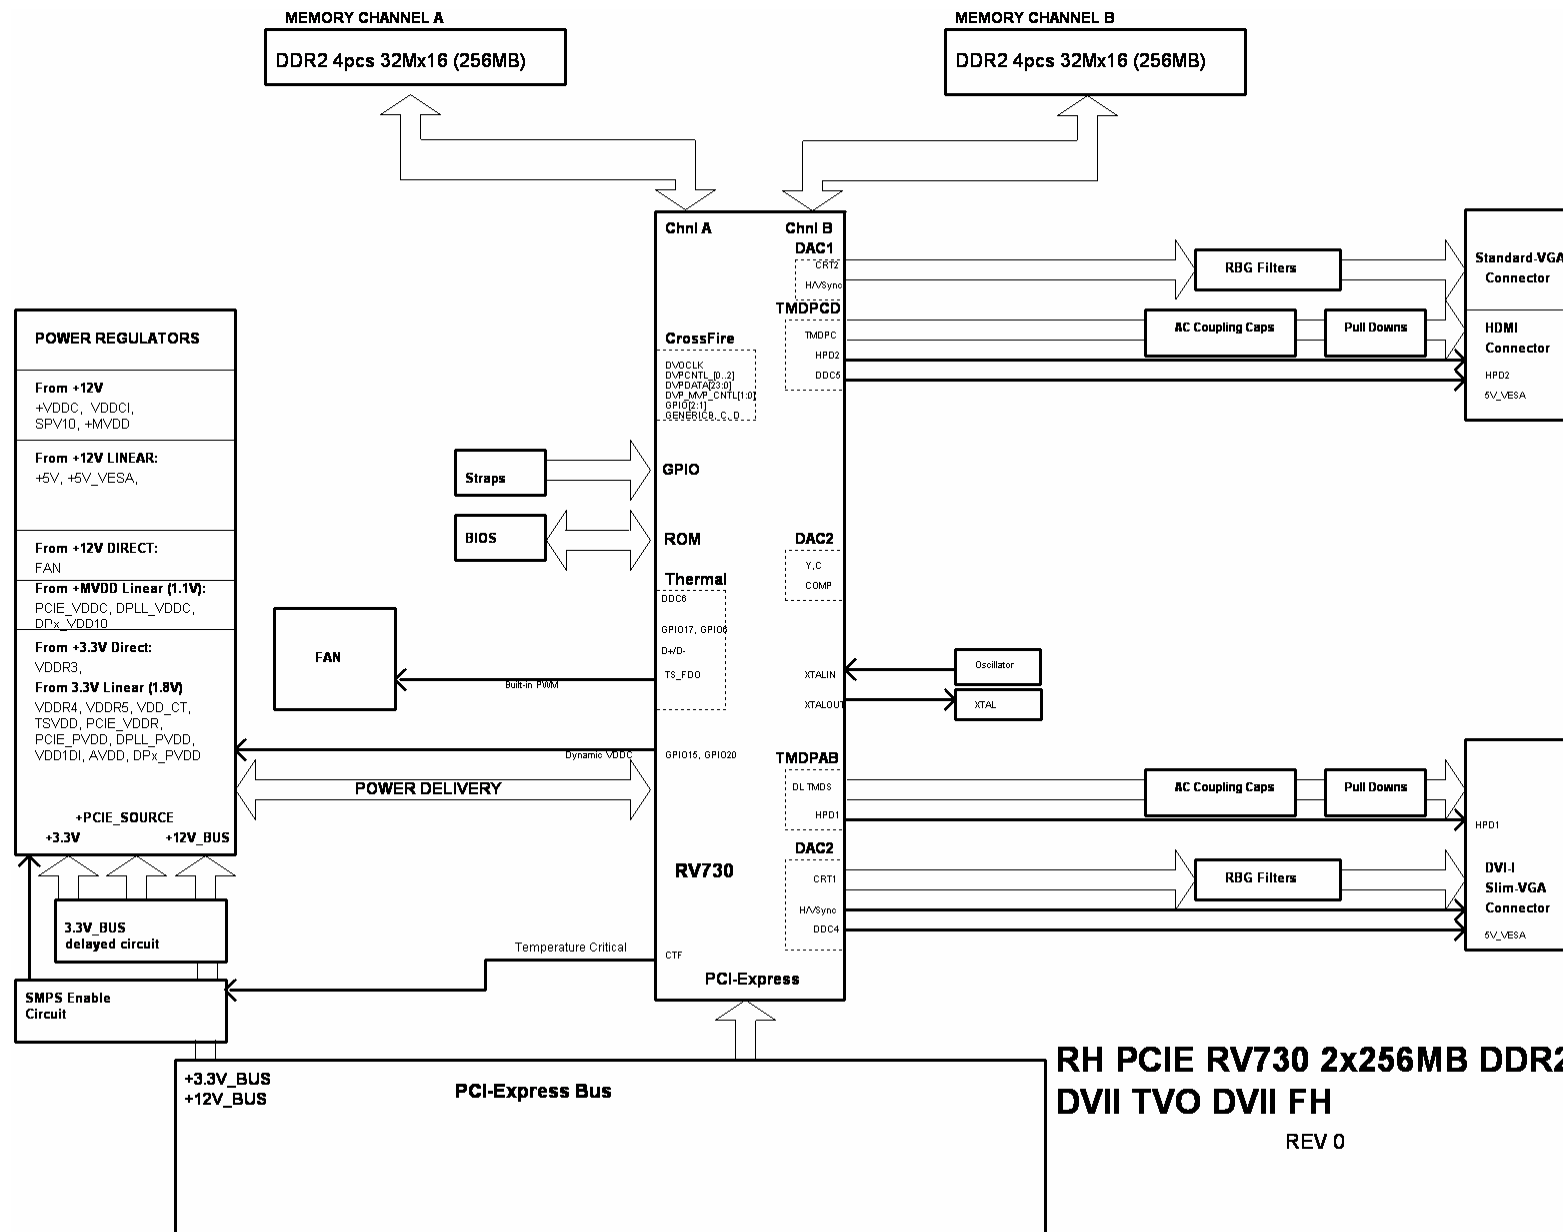 MEMORY CHANNEL A
DDR2 4pcs 32Mx16 (256MB)
MEMORY CHANNEL B
DDR2 4pcs 32Mx16 (256MB)
POWER REGULATORS
From +12V
+VDDC, VDDCI,
SPV10, +MVDD
From +12V LINEAR:
+5V, +5V_VESA,
From +12V DIRECT:
FAN
From +MVDD Linear (1.1V):
PCIE_VDDC, DPLL_VDDC,
DPx_VDD10
From +3.3V Direct:
VDDR3,
From 3.3V Linear (1.8V)
VDDR4, VDDR5, VDD_CT,
TSVDD, PCIE_VDDR,
PCIE_PVDD, DPLL_PVDD,
VDD1DI, AVDD, DPx_PVDD
+PCIE_SOURCE
+3.3V
+12V_BUS
3.3V_BUS
delayed circuit
SMPS Enable
Circuit
Straps
BIOS
FAN
Built-in PWM
Dynamic VDDC
POWER DELIVERY
Temperature Critical
Chnl A
Chnl B
CrossFire
DVOCLK
DVPCNTL_[0..2]
DVPDATA[23:0]
DVP_MVP_CNTL[1:0]
GPIO[2:1]
GENERICB, C, D
GPIO
ROM
Thermal
DDC6
GPIO17, GPIO6
D+/D-
TS_FDO
GPIO15, GPIO20
RV730
CTF
PCI-Express
DAC1
CRT2
H/VSync
TMDPCD
TMDPC
HPD2
DDC5
DAC2
Y,C
COMP
XTALIN
XTALOUT
TMDPAB
DL TMDS
HPD1
DAC2
CRT1
H/VSync
DDC4
Oscillator
XTAL
RBG Filters
AC Coupling Caps
Pull Downs
Standard-VGA
Connector
HDMI
Connector
HPD2
5V_VESA
AC Coupling Caps
Pull Downs
RBG Filters
HPD1
DVI-I
Slim-VGA
Connector
5V_VESA
+3.3V_BUS
+12V_BUS
PCI-Express Bus
RH PCIE RV730 2x256MB DDR2
DVII TVO DVII FH
REV 0